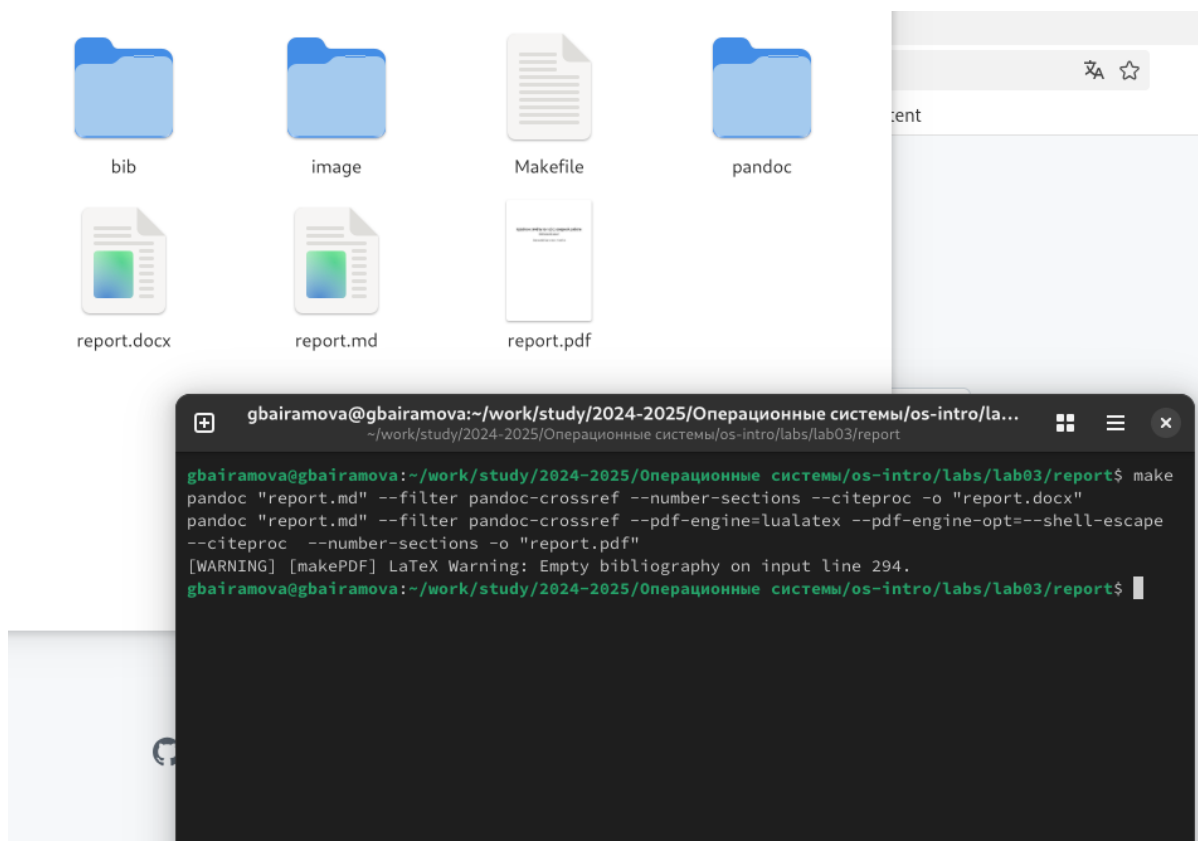 tent
bib
image
Makefile
pandoc
report.docx
report.md
report.pdf
gbairamova@gbairamova:~/work/study/2024-2025/Операционные системы/os-intro/la...
~/work/study/2024-2025/Операционные системы/os-intro/labs/lab03/report
gbairamova@gbairamova:~/work/study/2024-2025/Операционные системы/os-intro/labs/lab03/report$ make
pandoc "report.md" --filter pandoc-crossref --number-sections --citeproc -o "report.docx"
pandoc "report.md" --filter pandoc-crossref --pdf-engine=lualatex --pdf-engine-opt=--shell-escape
--citeproc  --number-sections -o "report.pdf"
[WARNING] [makePDF] LaTeX Warning: Empty bibliography on input line 294.
gbairamova@gbairamova:~/work/study/2024-2025/Операционные системы/os-intro/labs/lab03/report$